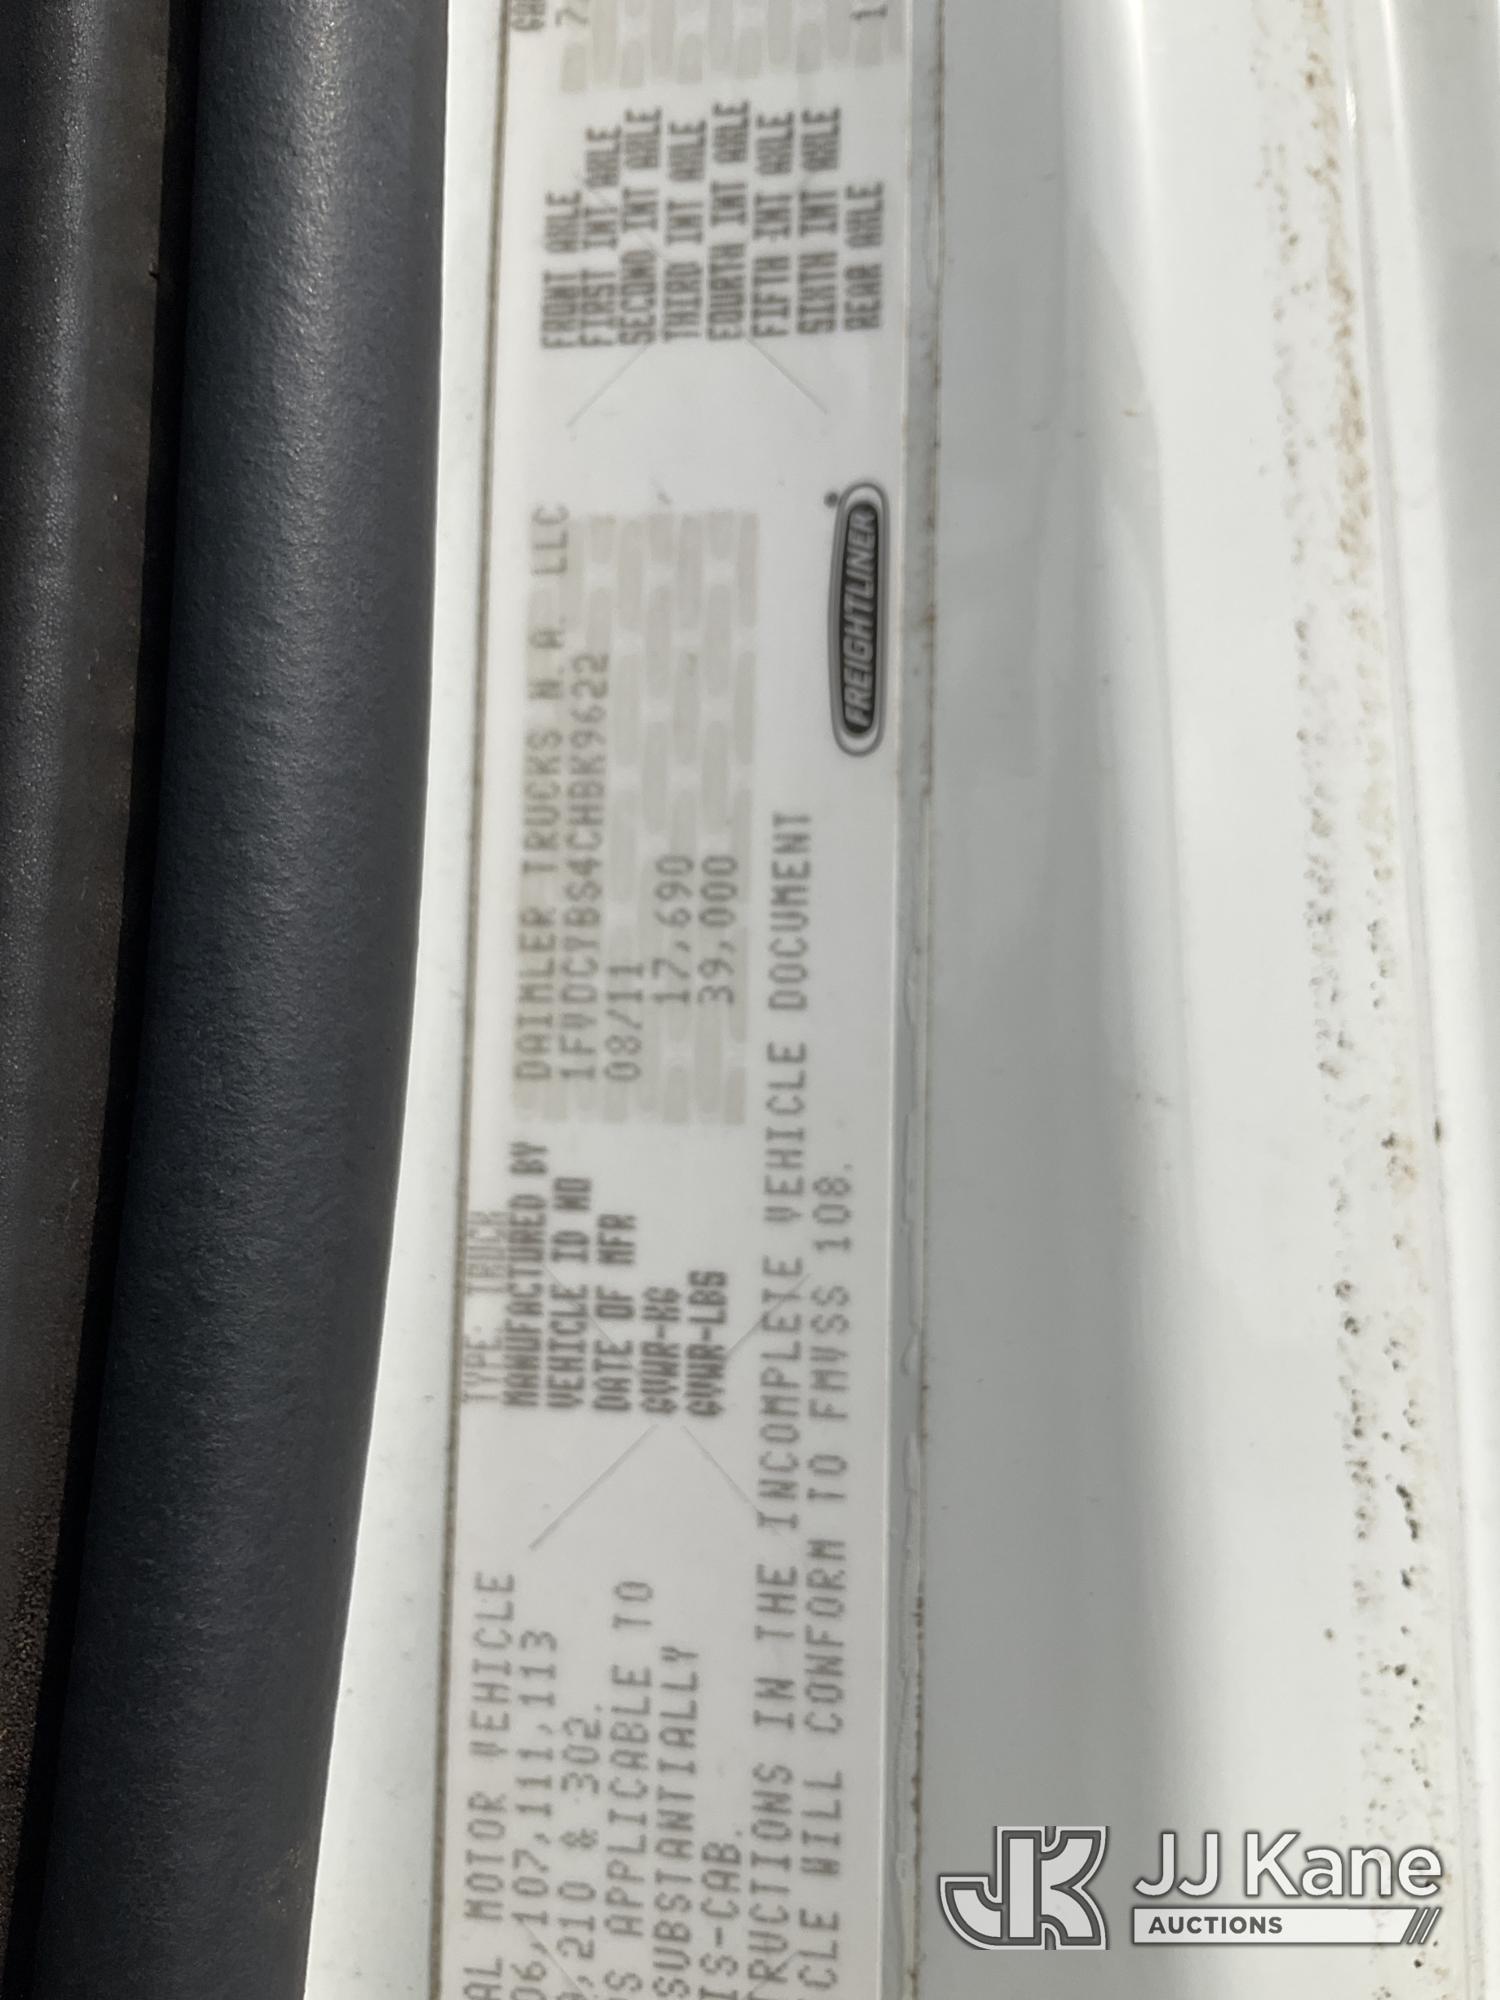 AL MOTOR VEHICLE
06,107,111,113
,210 & 302.
S APPLICABLE TO
SUBSTANTIALLY
IS-CAB.
TRUCTIONS IN THE INCOMPLETE VEHICLE DOCUMENT
CLE WILL CONFORM TO FMVSS 108.
TYPE: TRUCK
MANUFACTURED BY DAIMLER TRUCKS N.A. LLC
VEHICLE ID NO 1FVDCYBS4CHBK9622
DATE OF MFR 08/11
GVWR-KG 17,690
GVWR-LBS 39,000
FREIGHTLINER
FRONT AXLE
FIRST INT AXLE
SECOND INT AXLE
THIRD INT AXLE
FOURTH INT AXLE
FIFTH INT AXLE
SIXTH INT AXLE
REAR AXLE
JK JJ Kane
AUCTIONS